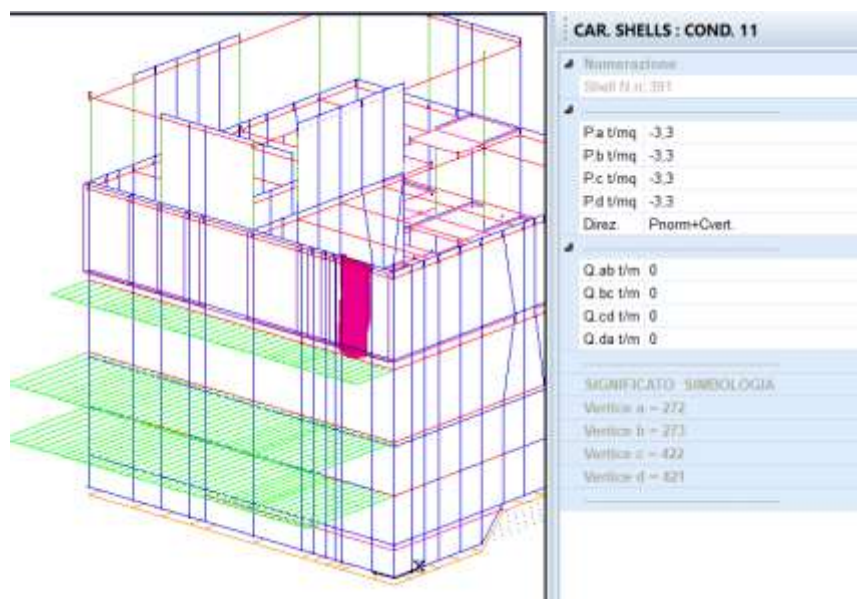 CAR. SHELLS : COND. 11
Numerazione
Shell N.n: 391
P.a t/mq -3,3
P.b t/mq -3,3
P.c t/mq -3,3
P.d t/mq -3,3
Direz. Pnorm+Cvert.
Q.ab t/m 0
Q.bc t/m 0
Q.cd t/m 0
Q.da t/m 0
SIGNIFICATO SIMBOLOGIA
Vertice a = 272
Vertice b = 273
Vertice c = 422
Vertice d = 421
X